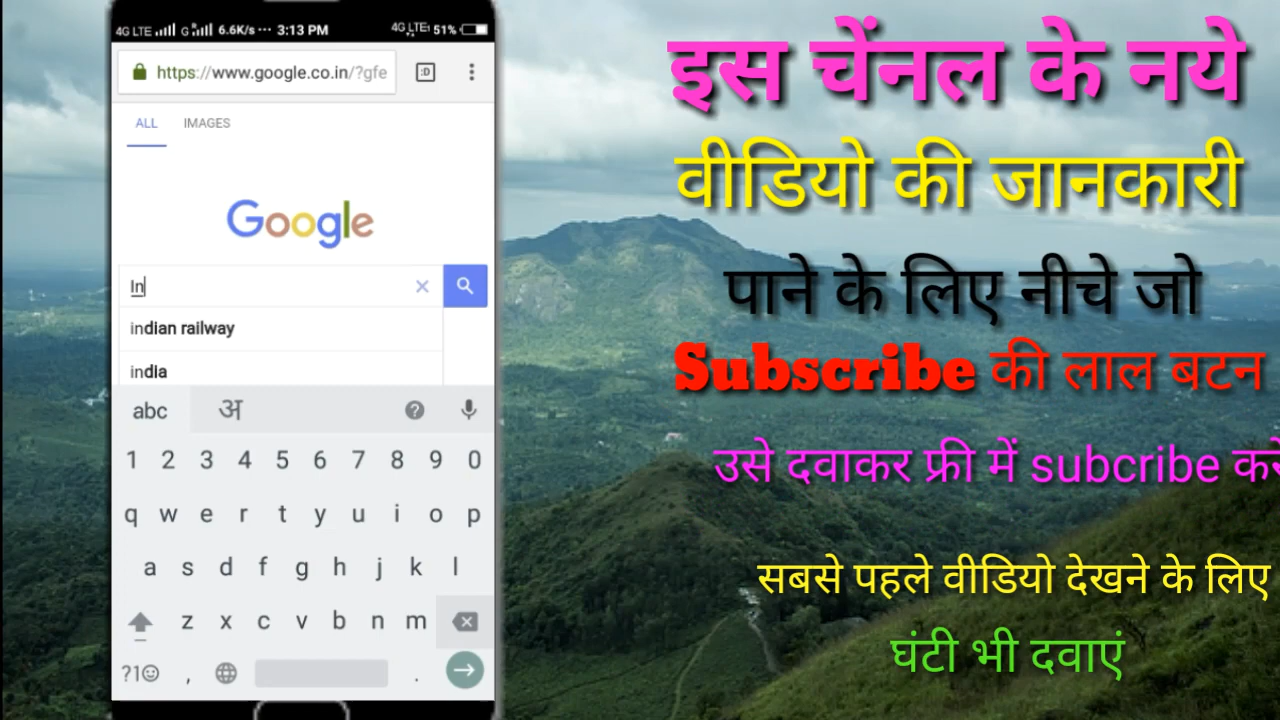 4G LTE G 6.6K/s ··· 3:13 PM 4G LTE 51%
https://www.google.co.in/?gfe :D
ALL IMAGES
Google
In
indian railway
india
abc अ
1 2 3 4 5 6 7 8 9 0
q w e r t y u i o p
a s d f g h j k l
z x c v b n m
?1☺ , .
इस चेंनल के नये
वीडियो की जानकारी
पाने के लिए नीचे जो
Subscribe की लाल बटन
उसे दवाकर फ्री में subcribe करें
सबसे पहले वीडियो देखने के लिए
घंटी भी दवाएं